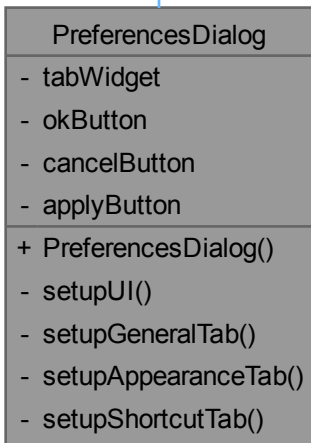 PreferencesDialog
- tabWidget
- okButton
- cancelButton
- applyButton
+ PreferencesDialog()
- setupUI()
- setupGeneralTab()
- setupAppearanceTab()
- setupShortcutTab()